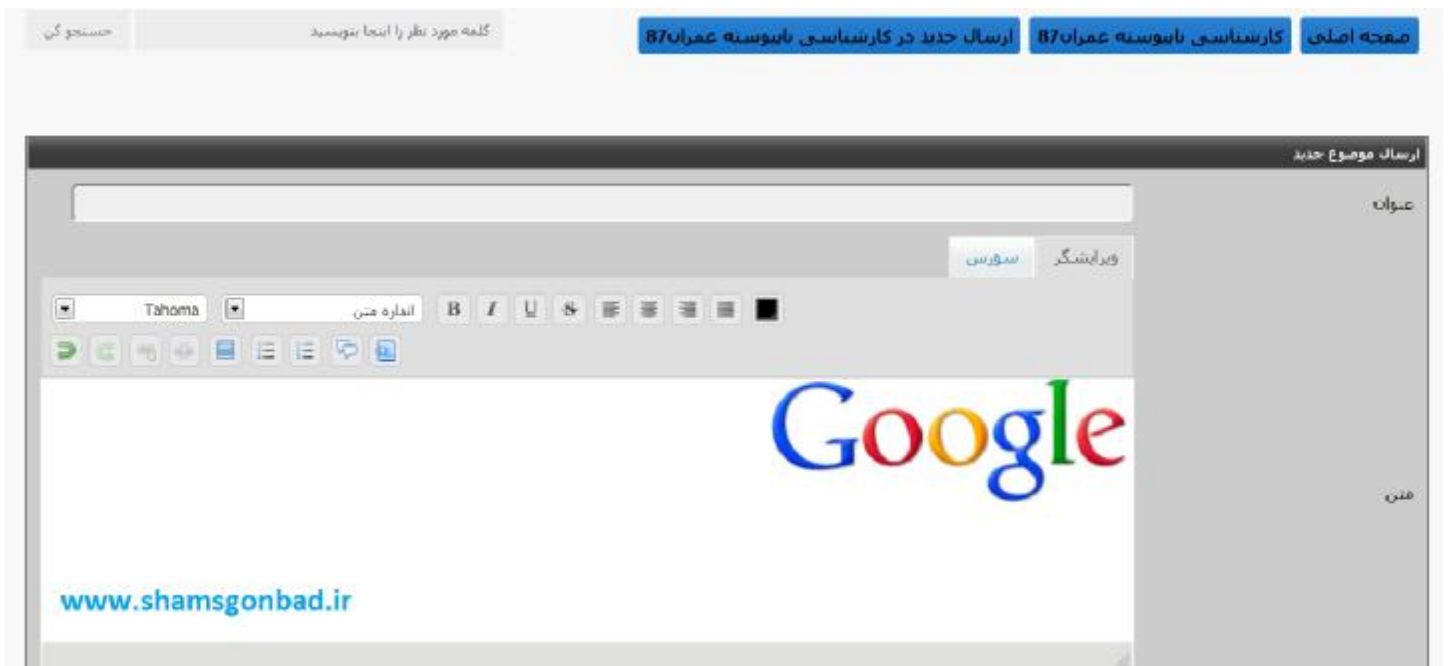 صفحه اصلی
کارشناسی ناپیوسته عمران87
ارسال جدید در کارشناسی ناپیوسته عمران87
کلمه مورد نظر را اینجا بنویسید
جستجو کن
ارسال موضوع جدید
عنوان
ویرایشگر
سورس
Tahoma
اندازه متن
B I U S
Google
متن
www.shamsgonbad.ir